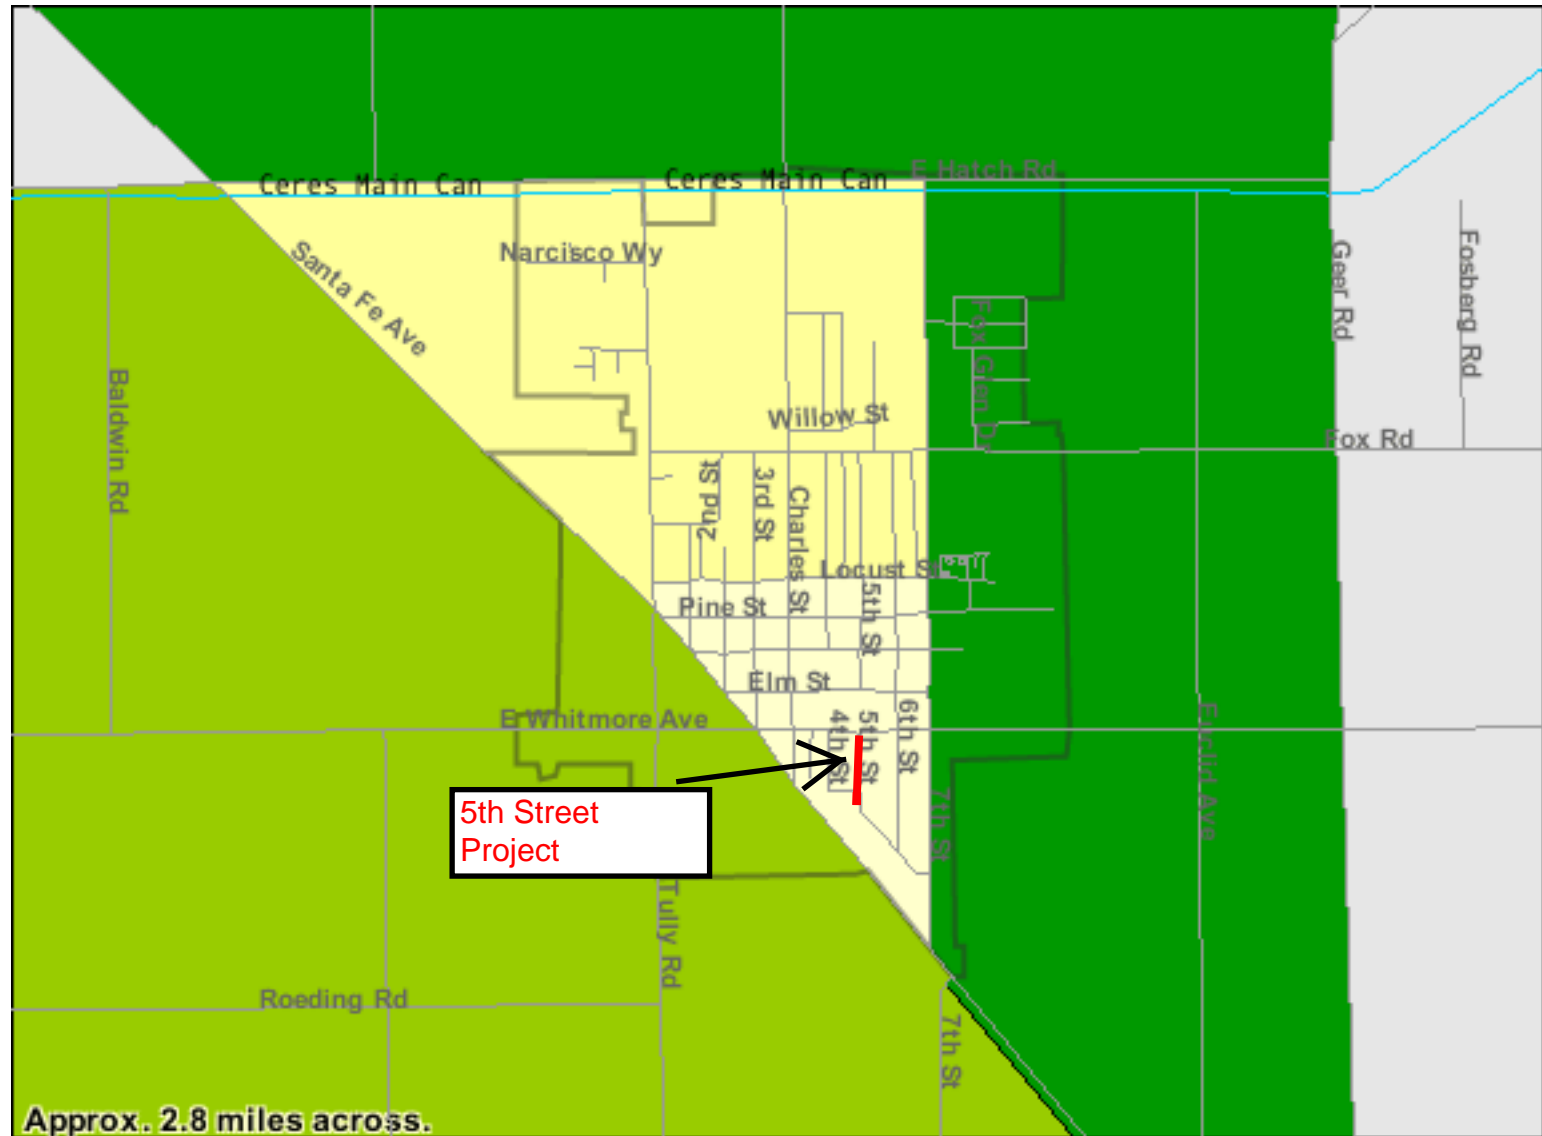 E Hatch Rd
Ceres Main Can
Ceres Main Can
Narcisco Wy
Santa Fe Ave
Geer Rd
Fosberg Rd
Fox Glen Dr
Baldwin Rd
Willow St
Fox Rd
2nd St
3rd St
Charles St
Locust St
5th St
Pine St
Elm St
E Whitmore Ave
4th St
5th St
6th St
Euclid Ave
7th St
5th Street
Project
Tully Rd
Roeding Rd
7th St
Approx. 2.8 miles across.